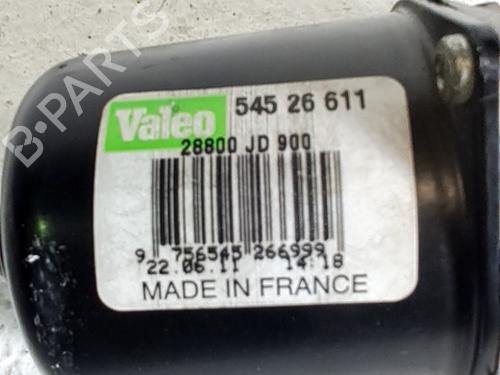 Valeo 545 26 611
28800 JD 900
9 756545 266999
22.06.11 14:18
MADE IN FRANCE
B-PARTS